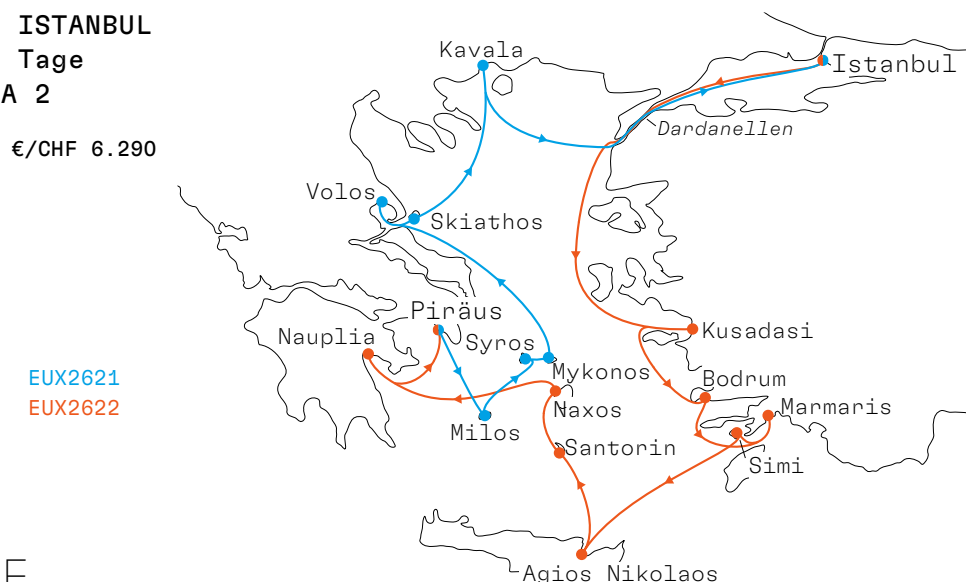 ISTANBUL
Tage
A 2
€/CHF 6.290
Kavala
Istanbul
Dardanellen
Volos
Skiathos
Piräus
Nauplia
Syros
Kusadasi
Mykonos
EUX2621
Bodrum
EUX2622
Naxos
Marmaris
Milos
Santorin
Simi
Agios Nikolaos